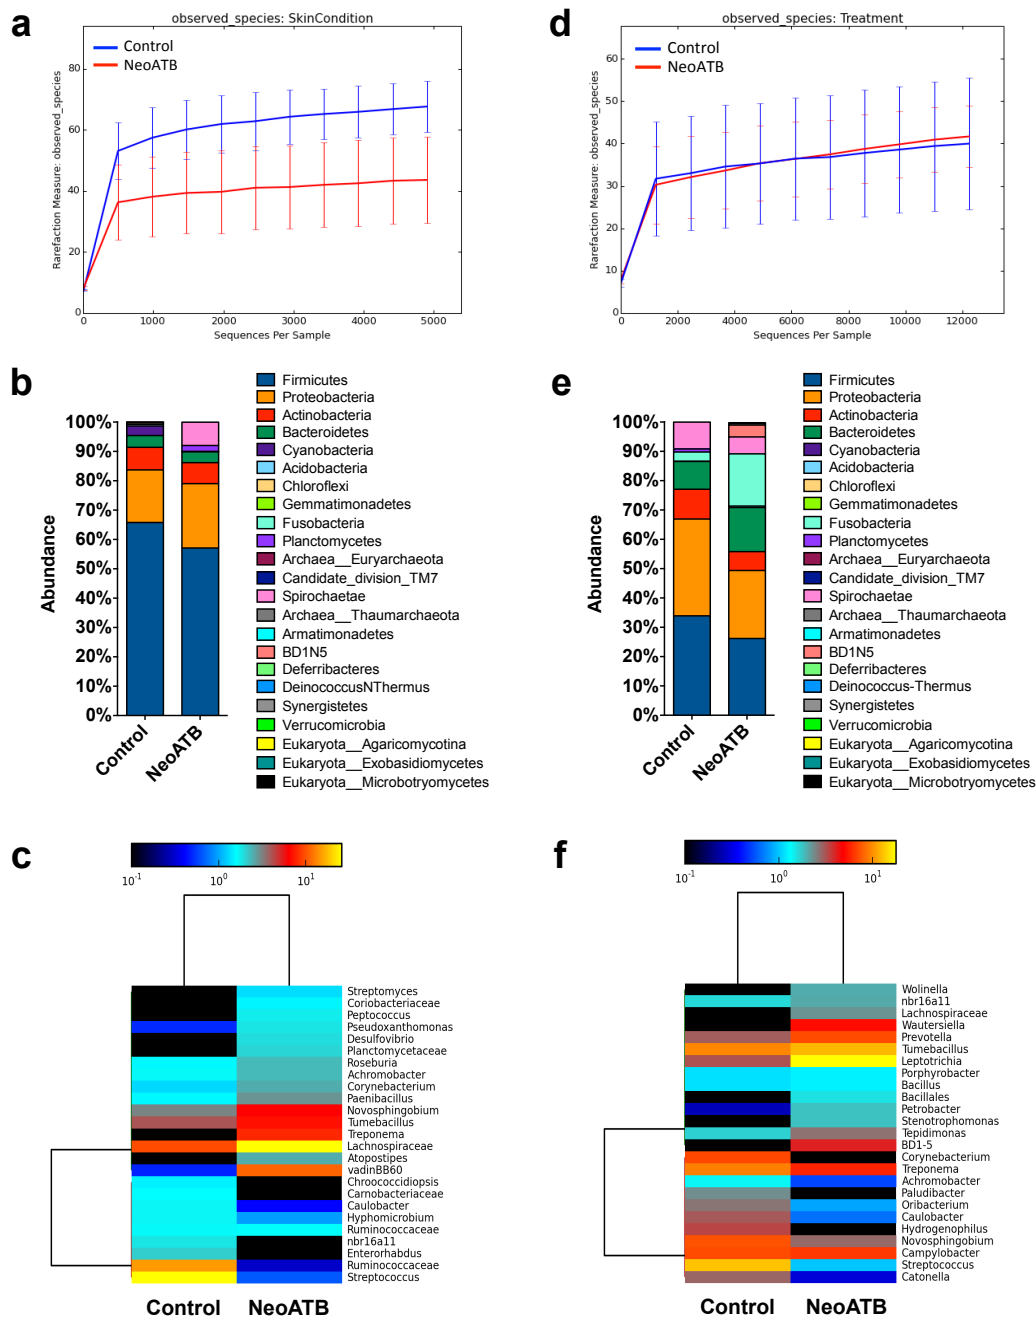 a
observed_species: SkinCondition
Control
NeoATB
Rarefaction Measure: observed_species
80
60
40
20
0
0 1000 2000 3000 4000 5000
Sequences Per Sample
d
observed_species: Treatment
Control
NeoATB
Rarefaction Measure: observed_species
60
50
40
30
20
10
0
0 2000 4000 6000 8000 10000 12000
Sequences Per Sample
b
Abundance
100%
90%
80%
70%
60%
50%
40%
30%
20%
10%
0%
Control
NeoATB
Firmicutes
Proteobacteria
Actinobacteria
Bacteroidetes
Cyanobacteria
Acidobacteria
Chloroflexi
Gemmatimonadetes
Fusobacteria
Planctomycetes
Archaea__Euryarchaeota
Candidate_division_TM7
Spirochaetae
Archaea__Thaumarchaeota
Armatimonadetes
BD1N5
Deferribacteres
DeinococcusNThermus
Synergistetes
Verrucomicrobia
Eukaryota__Agaricomycotina
Eukaryota__Exobasidiomycetes
Eukaryota__Microbotryomycetes
e
Abundance
100%
90%
80%
70%
60%
50%
40%
30%
20%
10%
0%
Control
NeoATB
Firmicutes
Proteobacteria
Actinobacteria
Bacteroidetes
Cyanobacteria
Acidobacteria
Chloroflexi
Gemmatimonadetes
Fusobacteria
Planctomycetes
Archaea__Euryarchaeota
Candidate_division_TM7
Spirochaetae
Archaea__Thaumarchaeota
Armatimonadetes
BD1N5
Deferribacteres
Deinococcus-Thermus
Synergistetes
Verrucomicrobia
Eukaryota__Agaricomycotina
Eukaryota__Exobasidiomycetes
Eukaryota__Microbotryomycetes
c
10⁻¹ 10⁰ 10¹
Streptomyces
Coriobacteriaceae
Peptococcus
Pseudoxanthomonas
Desulfovibrio
Planctomycetaceae
Roseburia
Achromobacter
Corynebacterium
Paenibacillus
Novosphingobium
Tumebacillus
Treponema
Lachnospiraceae
Atopostipes
vadinBB60
Chroococcidiopsis
Carnobacteriaceae
Caulobacter
Hyphomicrobium
Ruminococcaceae
nbr16a11
Enterorhabdus
Ruminococcaceae
Streptococcus
Control NeoATB
f
10⁻¹ 10⁰ 10¹
Wolinella
nbr16a11
Lachnospiraceae
Wautersiella
Prevotella
Tumebacillus
Leptotrichia
Porphyrobacter
Bacillus
Bacillales
Petrobacter
Stenotrophomonas
Tepidimonas
BD1-5
Corynebacterium
Treponema
Achromobacter
Paludibacter
Oribacterium
Caulobacter
Hydrogenophilus
Novosphingobium
Campylobacter
Streptococcus
Catonella
Control NeoATB